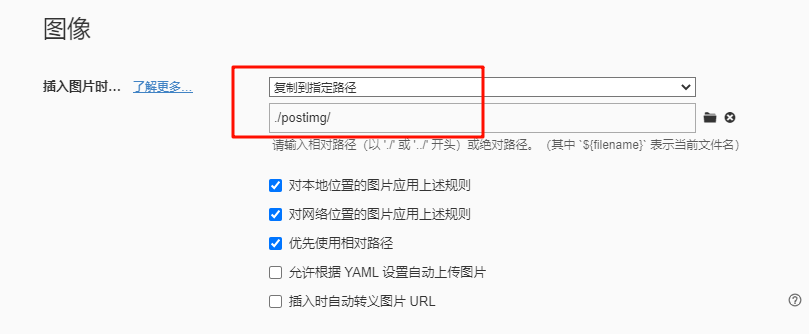 图像
插入图片时… 了解更多… 复制到指定路径
./postimg/
请输入相对路径（以 './' 或 '../' 开头）或绝对路径。（其中 `${filename}` 表示当前文件名）
对本地位置的图片应用上述规则
对网络位置的图片应用上述规则
优先使用相对路径
允许根据 YAML 设置自动上传图片
插入时自动转义图片 URL